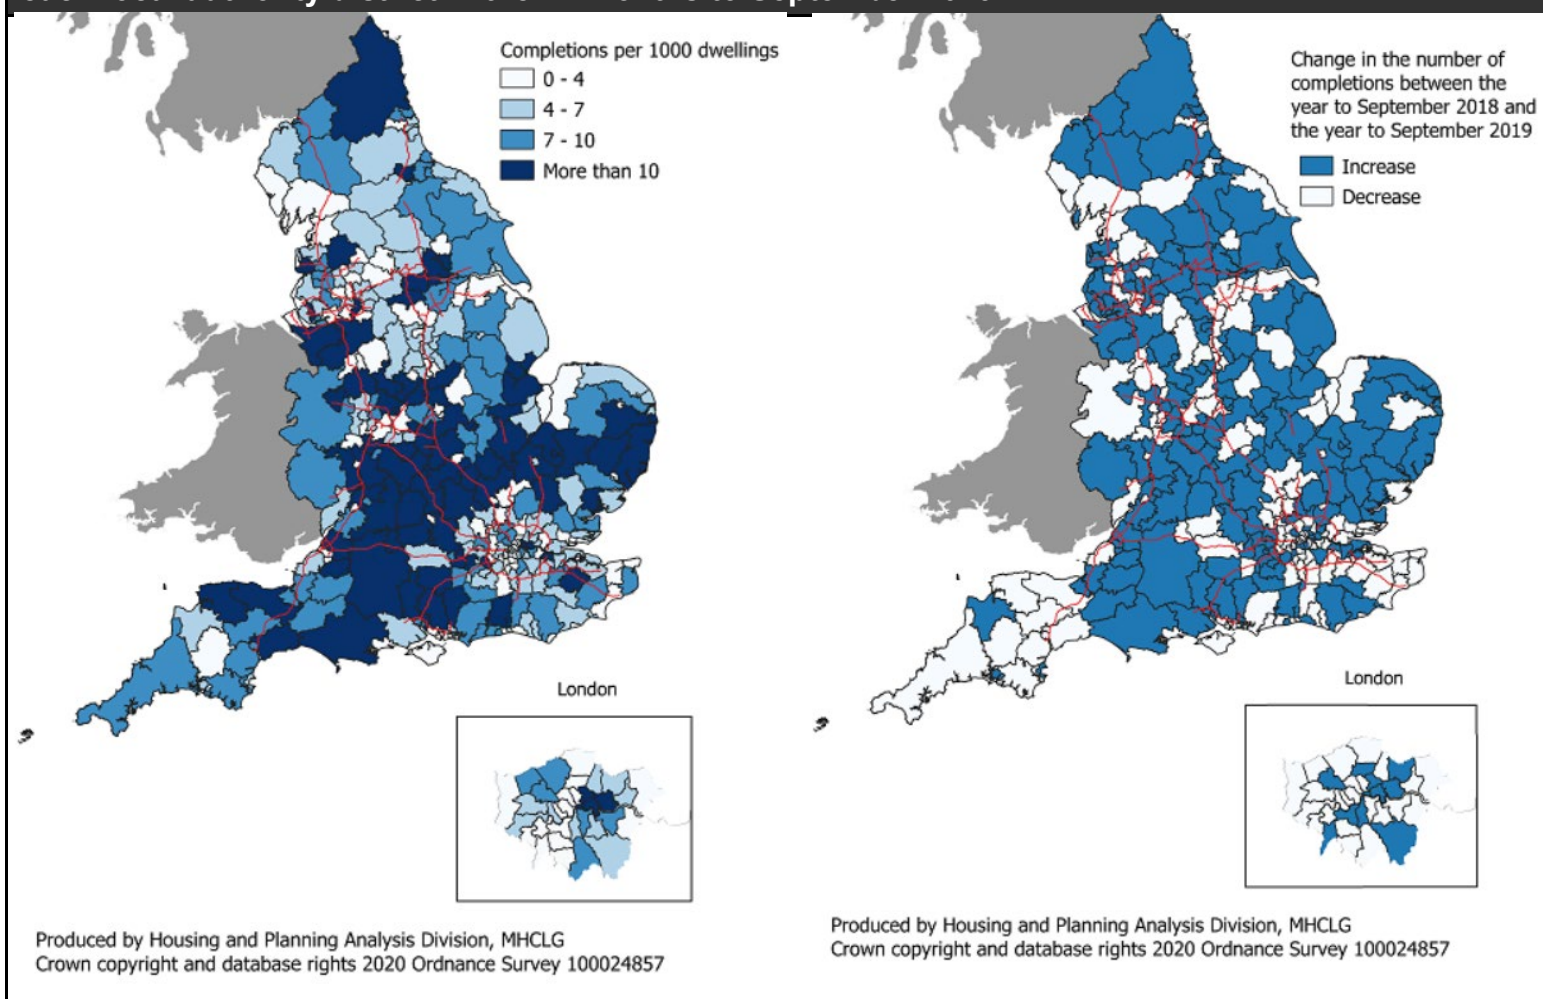 Completions per 1000 dwellings
0 - 4
4 - 7
7 - 10
More than 10
London
Produced by Housing and Planning Analysis Division, MHCLG
Crown copyright and database rights 2020 Ordnance Survey 100024857
Change in the number of
completions between the
year to September 2018 and
the year to September 2019
Increase
Decrease
London
Produced by Housing and Planning Analysis Division, MHCLG
Crown copyright and database rights 2020 Ordnance Survey 100024857